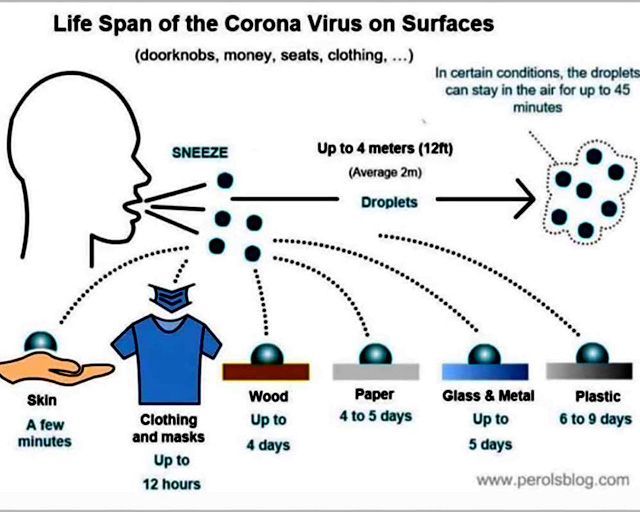 Life Span of the Corona Virus on Surfaces
(doorknobs, money, seats, clothing, ...)
In certain conditions, the droplets
can stay in the air for up to 45
minutes
SNEEZE
Up to 4 meters (12ft)
(Average 2m)
Droplets
Skin
A few
minutes
Clothing
and masks
Up to
12 hours
Wood
Up to
4 days
Paper
4 to 5 days
Glass & Metal
Up to
5 days
Plastic
6 to 9 days
www.perolsblog.com